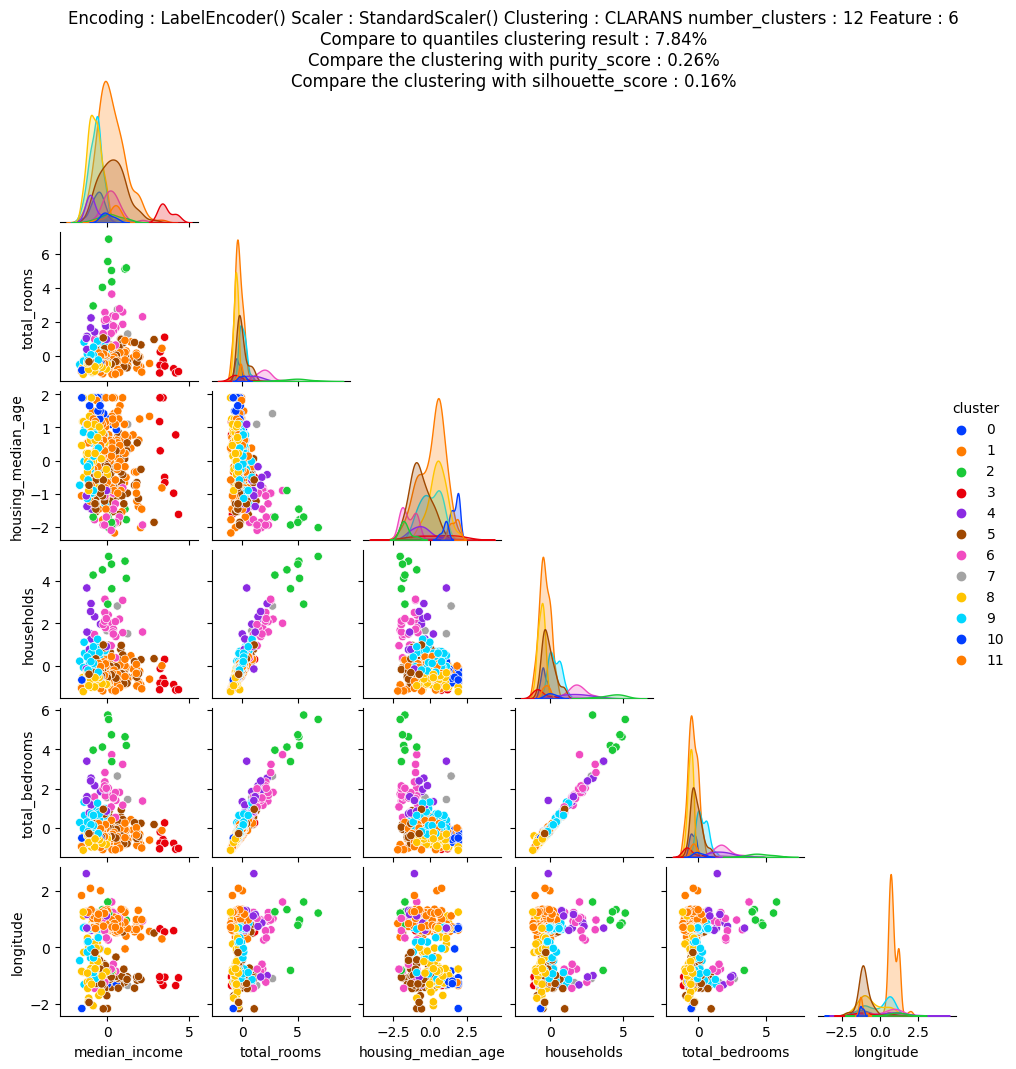 Encoding : LabelEncoder() Scaler : StandardScaler() Clustering : CLARANS number_clusters : 12 Feature : 6
Compare to quantiles clustering result : 7.84%
Compare the clustering with purity_score : 0.26%
Compare the clustering with silhouette_score : 0.16%
total_rooms
6
4
2
0
housing_median_age
2
1
0
−1
−2
households
4
2
0
total_bedrooms
6
4
2
0
longitude
2
0
−2
0
5
median_income
0
5
total_rooms
−2.5
0.0
2.5
housing_median_age
0
5
households
0
5
total_bedrooms
−2.5
0.0
2.5
longitude
cluster
0
1
2
3
4
5
6
7
8
9
10
11